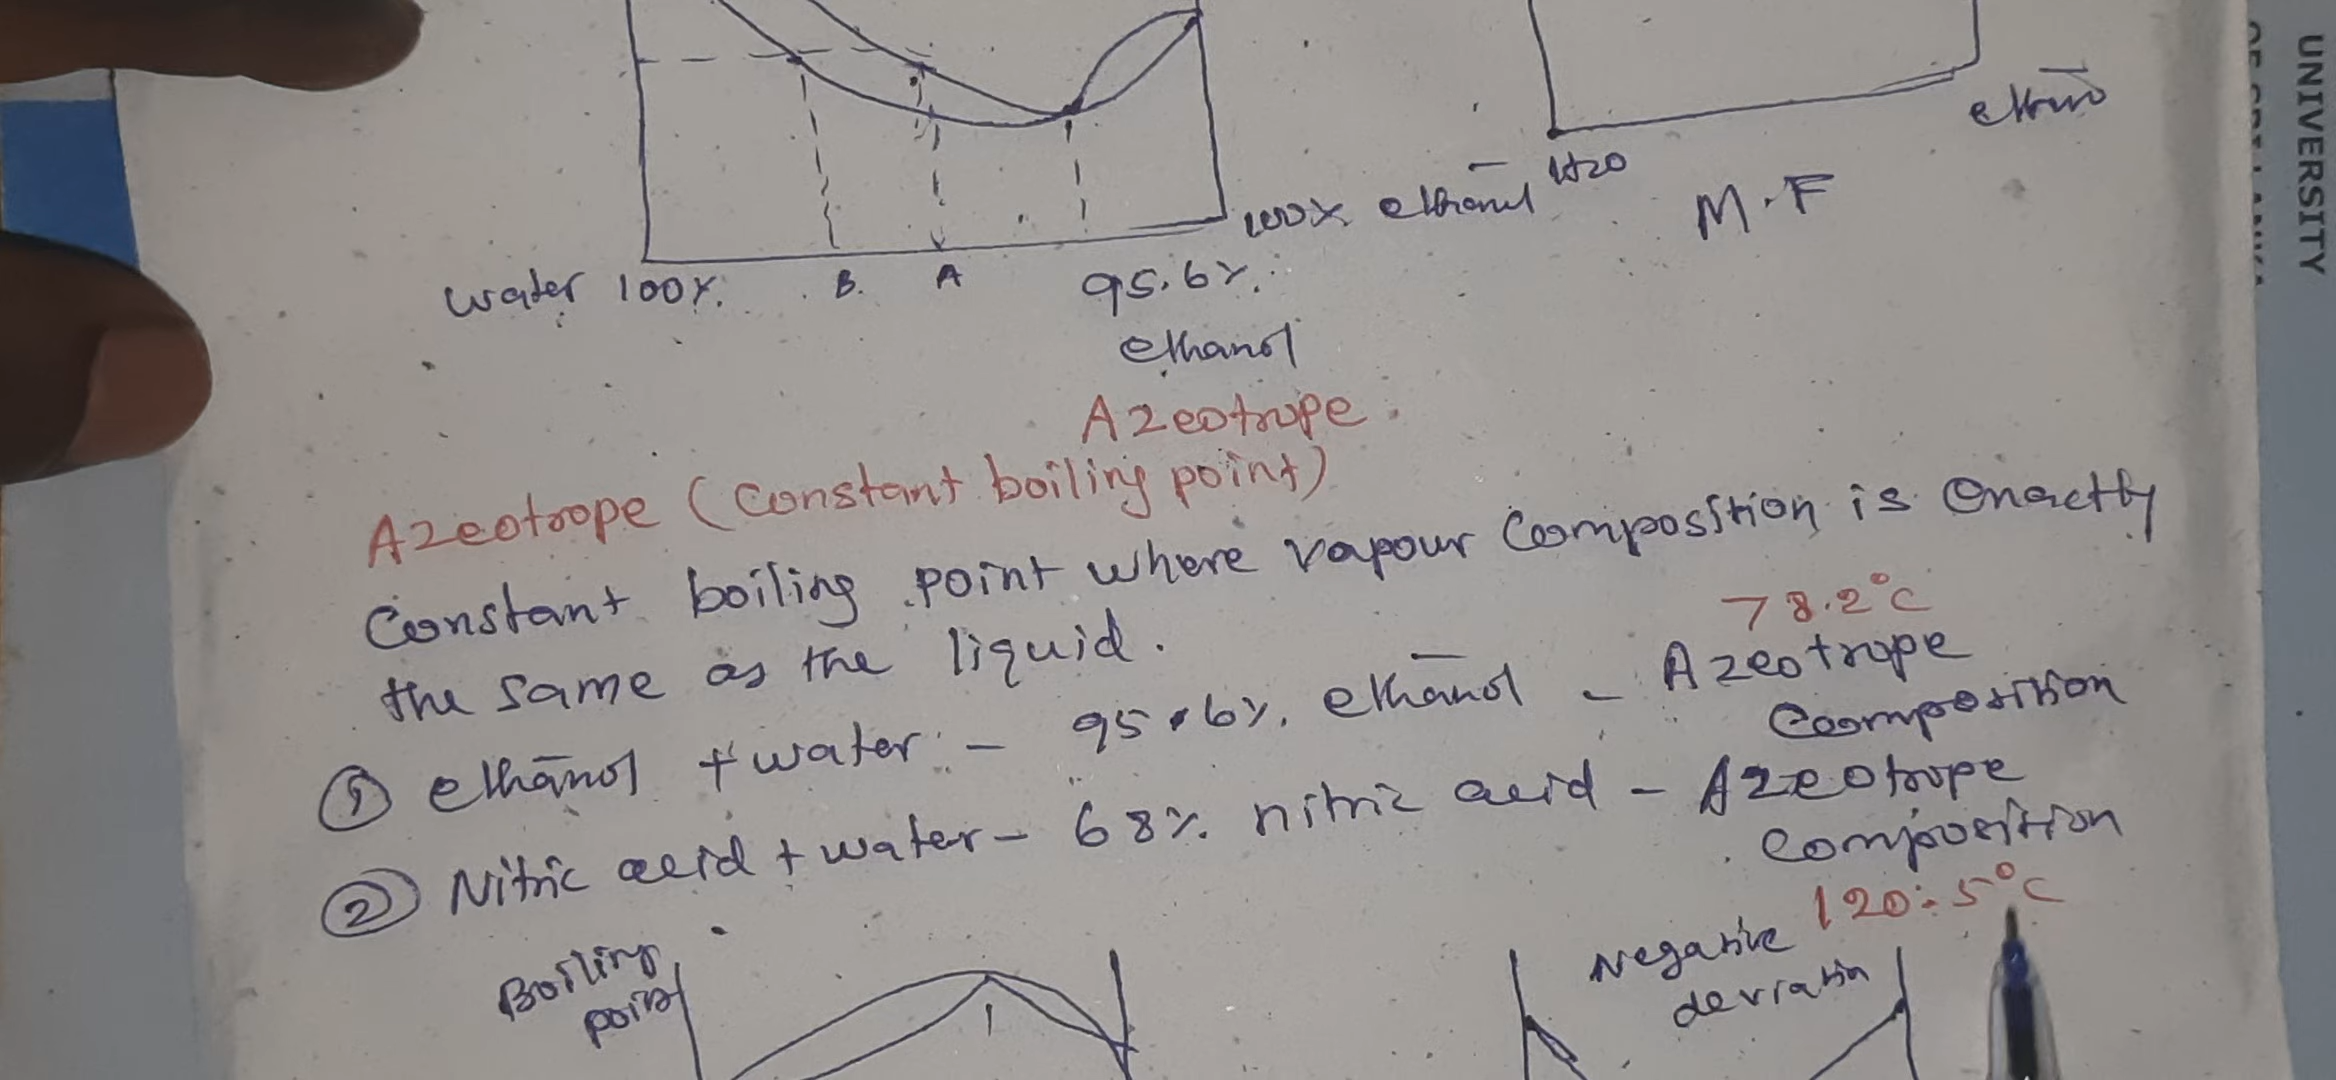 ethano
H20
100% ethanol
M.F
water 100%.
B.
A
95.6%.
ethanol
Azeotrope.
Azeotrope (Constant boiling point)
Constant boiling point where vapour Composition is exactly
the same as the liquid.
78.2°C
① ethanol + water - 95.6%. ethanol - Azeotrope
Composition
② Nitric acid + water - 68%. nitric acid - Azeotrope
Composition
120.5°C
Boiling
point
Negative
deviation
UNIVERSITY